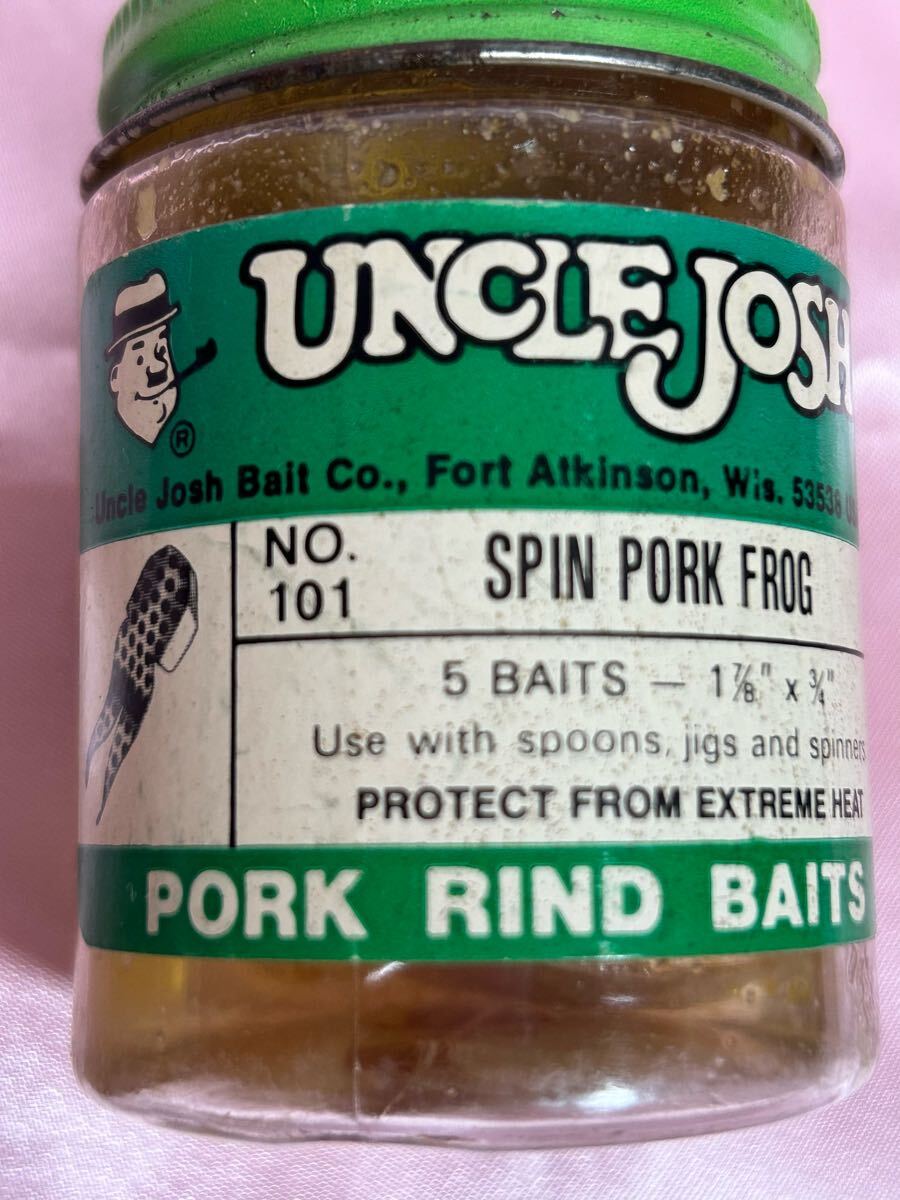 UNCLE JOSH
®
Uncle Josh Bait Co., Fort Atkinson, Wis. 53538
NO.
101
SPIN PORK FROG
5 BAITS — 1⅞" x ¾"
Use with spoons, jigs and spinners
PROTECT FROM EXTREME HEAT
PORK RIND BAITS